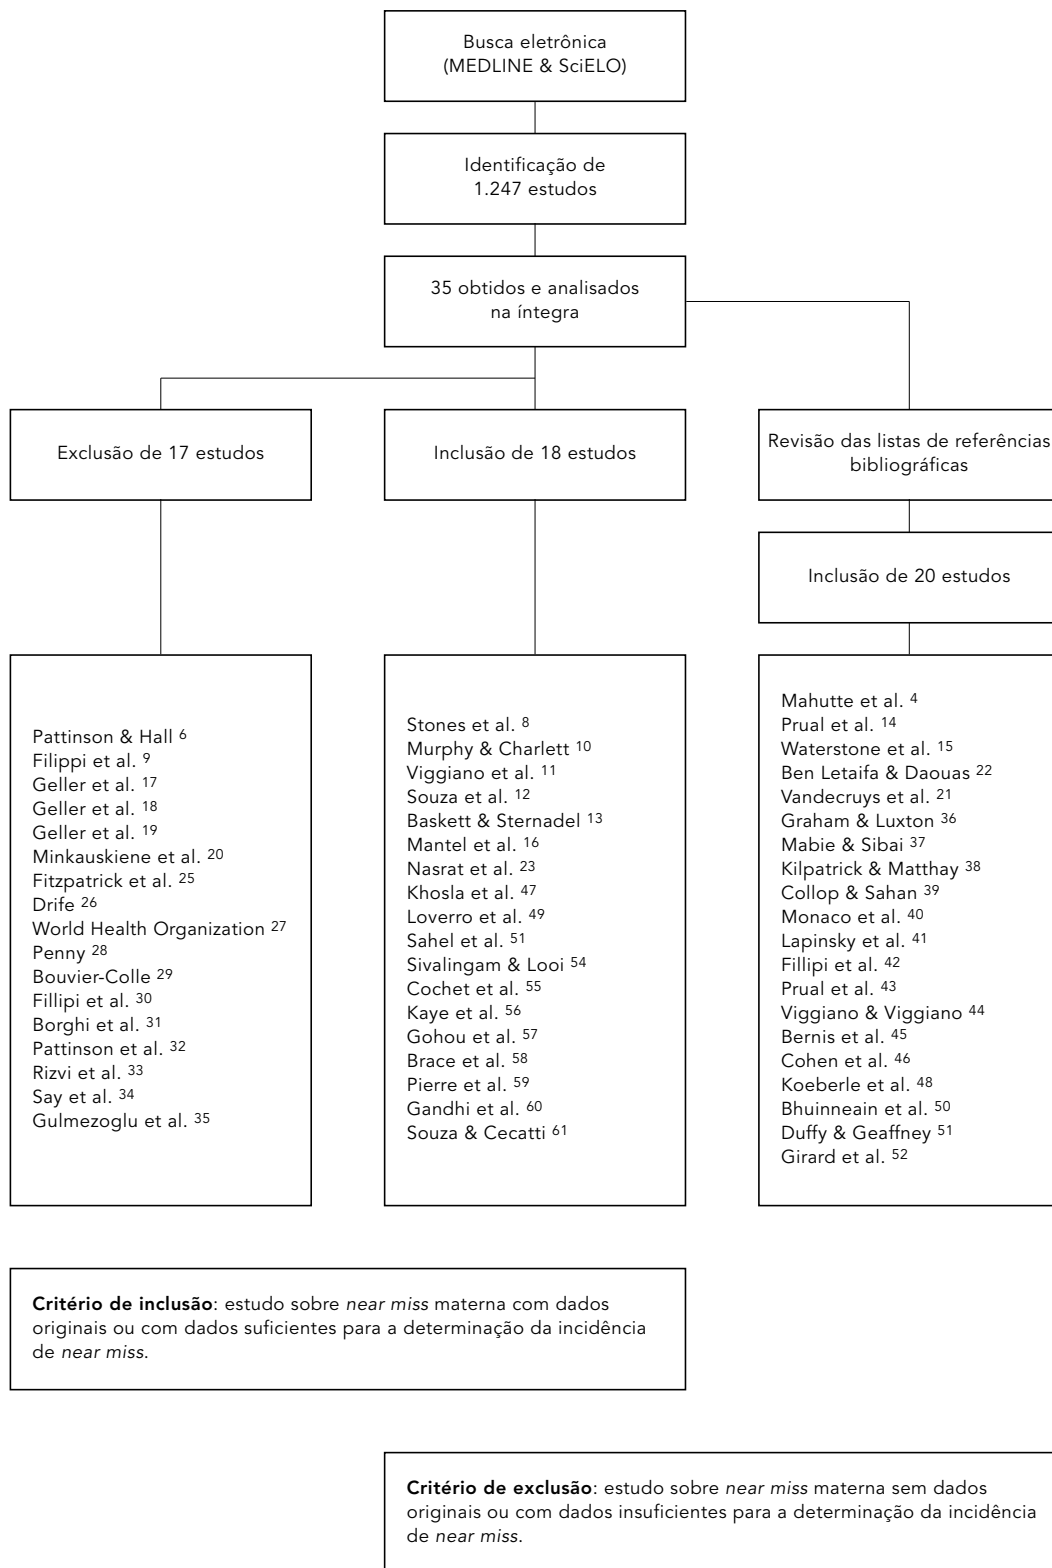 Busca eletrônica
(MEDLINE & SciELO)
Identificação de
1.247 estudos
35 obtidos e analisados
na íntegra
Exclusão de 17 estudos
Inclusão de 18 estudos
Revisão das listas de referências
bibliográficas
Inclusão de 20 estudos
Pattinson & Hall 6
Filippi et al. 9
Geller et al. 17
Geller et al. 18
Geller et al. 19
Minkauskiene et al. 20
Fitzpatrick et al. 25
Drife 26
World Health Organization 27
Penny 28
Bouvier-Colle 29
Fillipi et al. 30
Borghi et al. 31
Pattinson et al. 32
Rizvi et al. 33
Say et al. 34
Gulmezoglu et al. 35
Stones et al. 8
Murphy & Charlett 10
Viggiano et al. 11
Souza et al. 12
Baskett & Sternadel 13
Mantel et al. 16
Nasrat et al. 23
Khosla et al. 47
Loverro et al. 49
Sahel et al. 51
Sivalingam & Looi 54
Cochet et al. 55
Kaye et al. 56
Gohou et al. 57
Brace et al. 58
Pierre et al. 59
Gandhi et al. 60
Souza & Cecatti 61
Mahutte et al. 4
Prual et al. 14
Waterstone et al. 15
Ben Letaifa & Daouas 22
Vandecruys et al. 21
Graham & Luxton 36
Mabie & Sibai 37
Kilpatrick & Matthay 38
Collop & Sahan 39
Monaco et al. 40
Lapinsky et al. 41
Fillipi et al. 42
Prual et al. 43
Viggiano & Viggiano 44
Bernis et al. 45
Cohen et al. 46
Koeberle et al. 48
Bhuinneain et al. 50
Duffy & Geaffney 51
Girard et al. 52
Critério de inclusão: estudo sobre near miss materna com dados
originais ou com dados suficientes para a determinação da incidência
de near miss.
Critério de exclusão: estudo sobre near miss materna sem dados
originais ou com dados insuficientes para a determinação da incidência
de near miss.